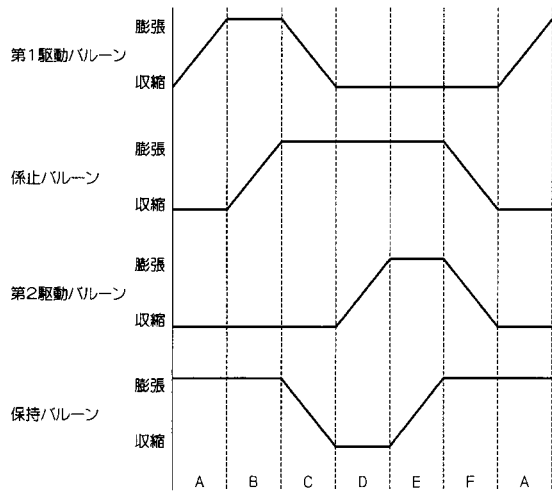 膨張
第1駆動バルーン
収縮
膨張
係止バルーン
収縮
膨張
第2駆動バルーン
収縮
膨張
保持バルーン
収縮
A B C D E F A